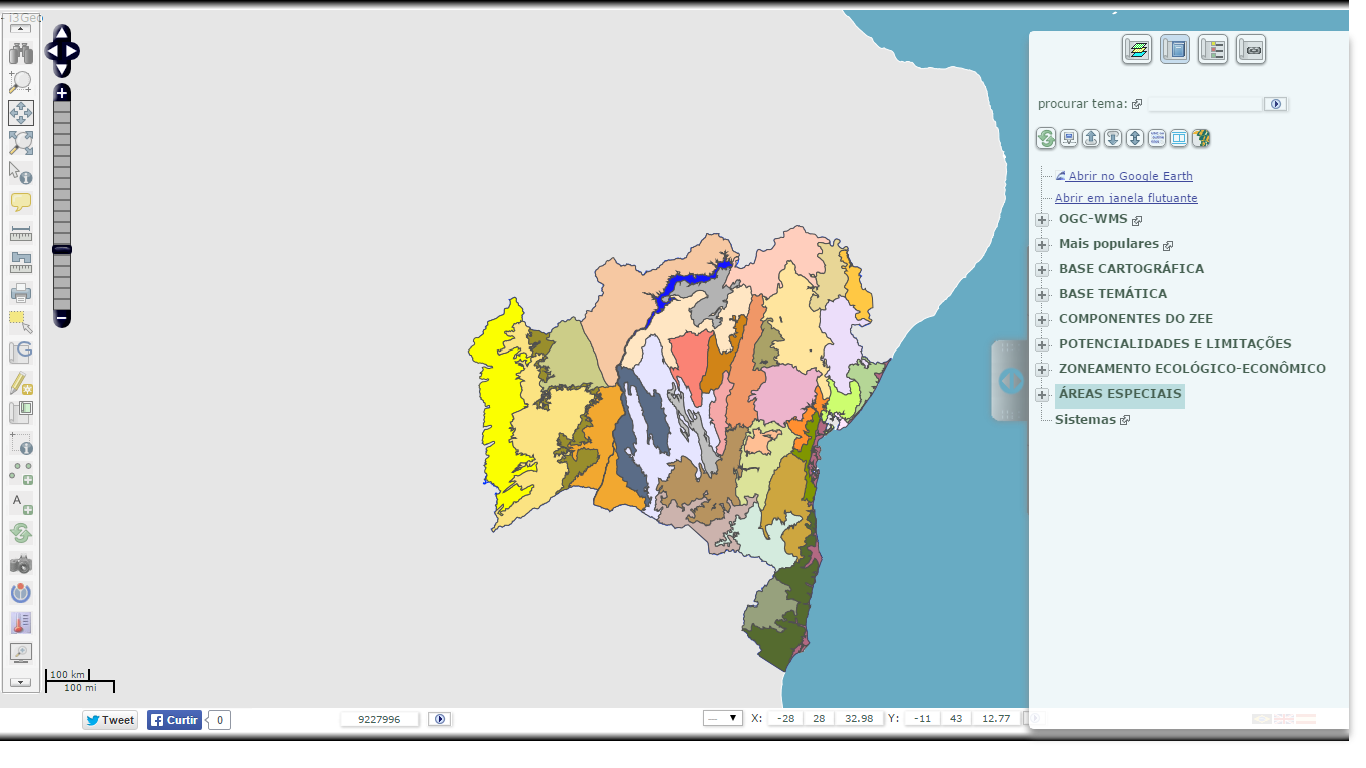 i3Geo
procurar tema:
Abrir no Google Earth
Abrir em janela flutuante
OGC-WMS
Mais populares
BASE CARTOGRÁFICA
BASE TEMÁTICA
COMPONENTES DO ZEE
POTENCIALIDADES E LIMITAÇÕES
ZONEAMENTO ECOLÓGICO-ECONÔMICO
ÁREAS ESPECIAIS
Sistemas
+
−
A
100 km
100 mi
Tweet
Curtir
0
9227996
--- ▼ X: -28 28 32.98 Y: -11 43 12.77